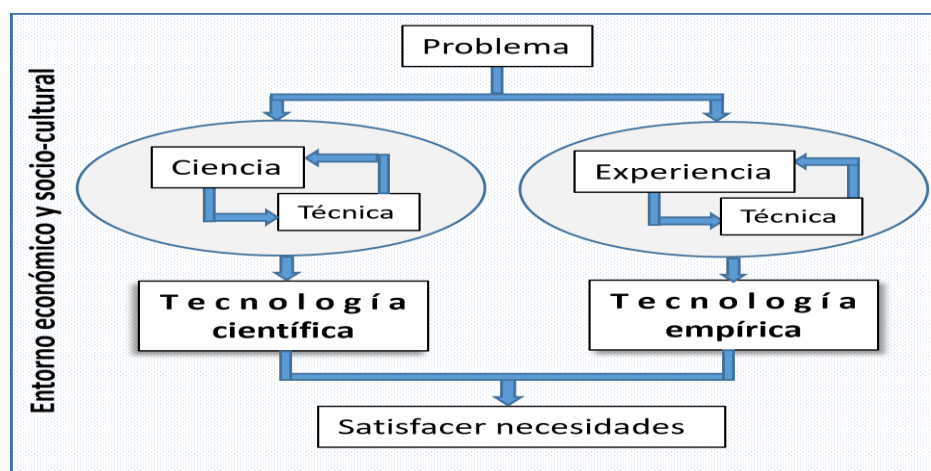 Entorno económico y socio-cultural
Problema
Ciencia
Técnica
Experiencia
Técnica
Tecnología
científica
Tecnología
empírica
Satisfacer necesidades